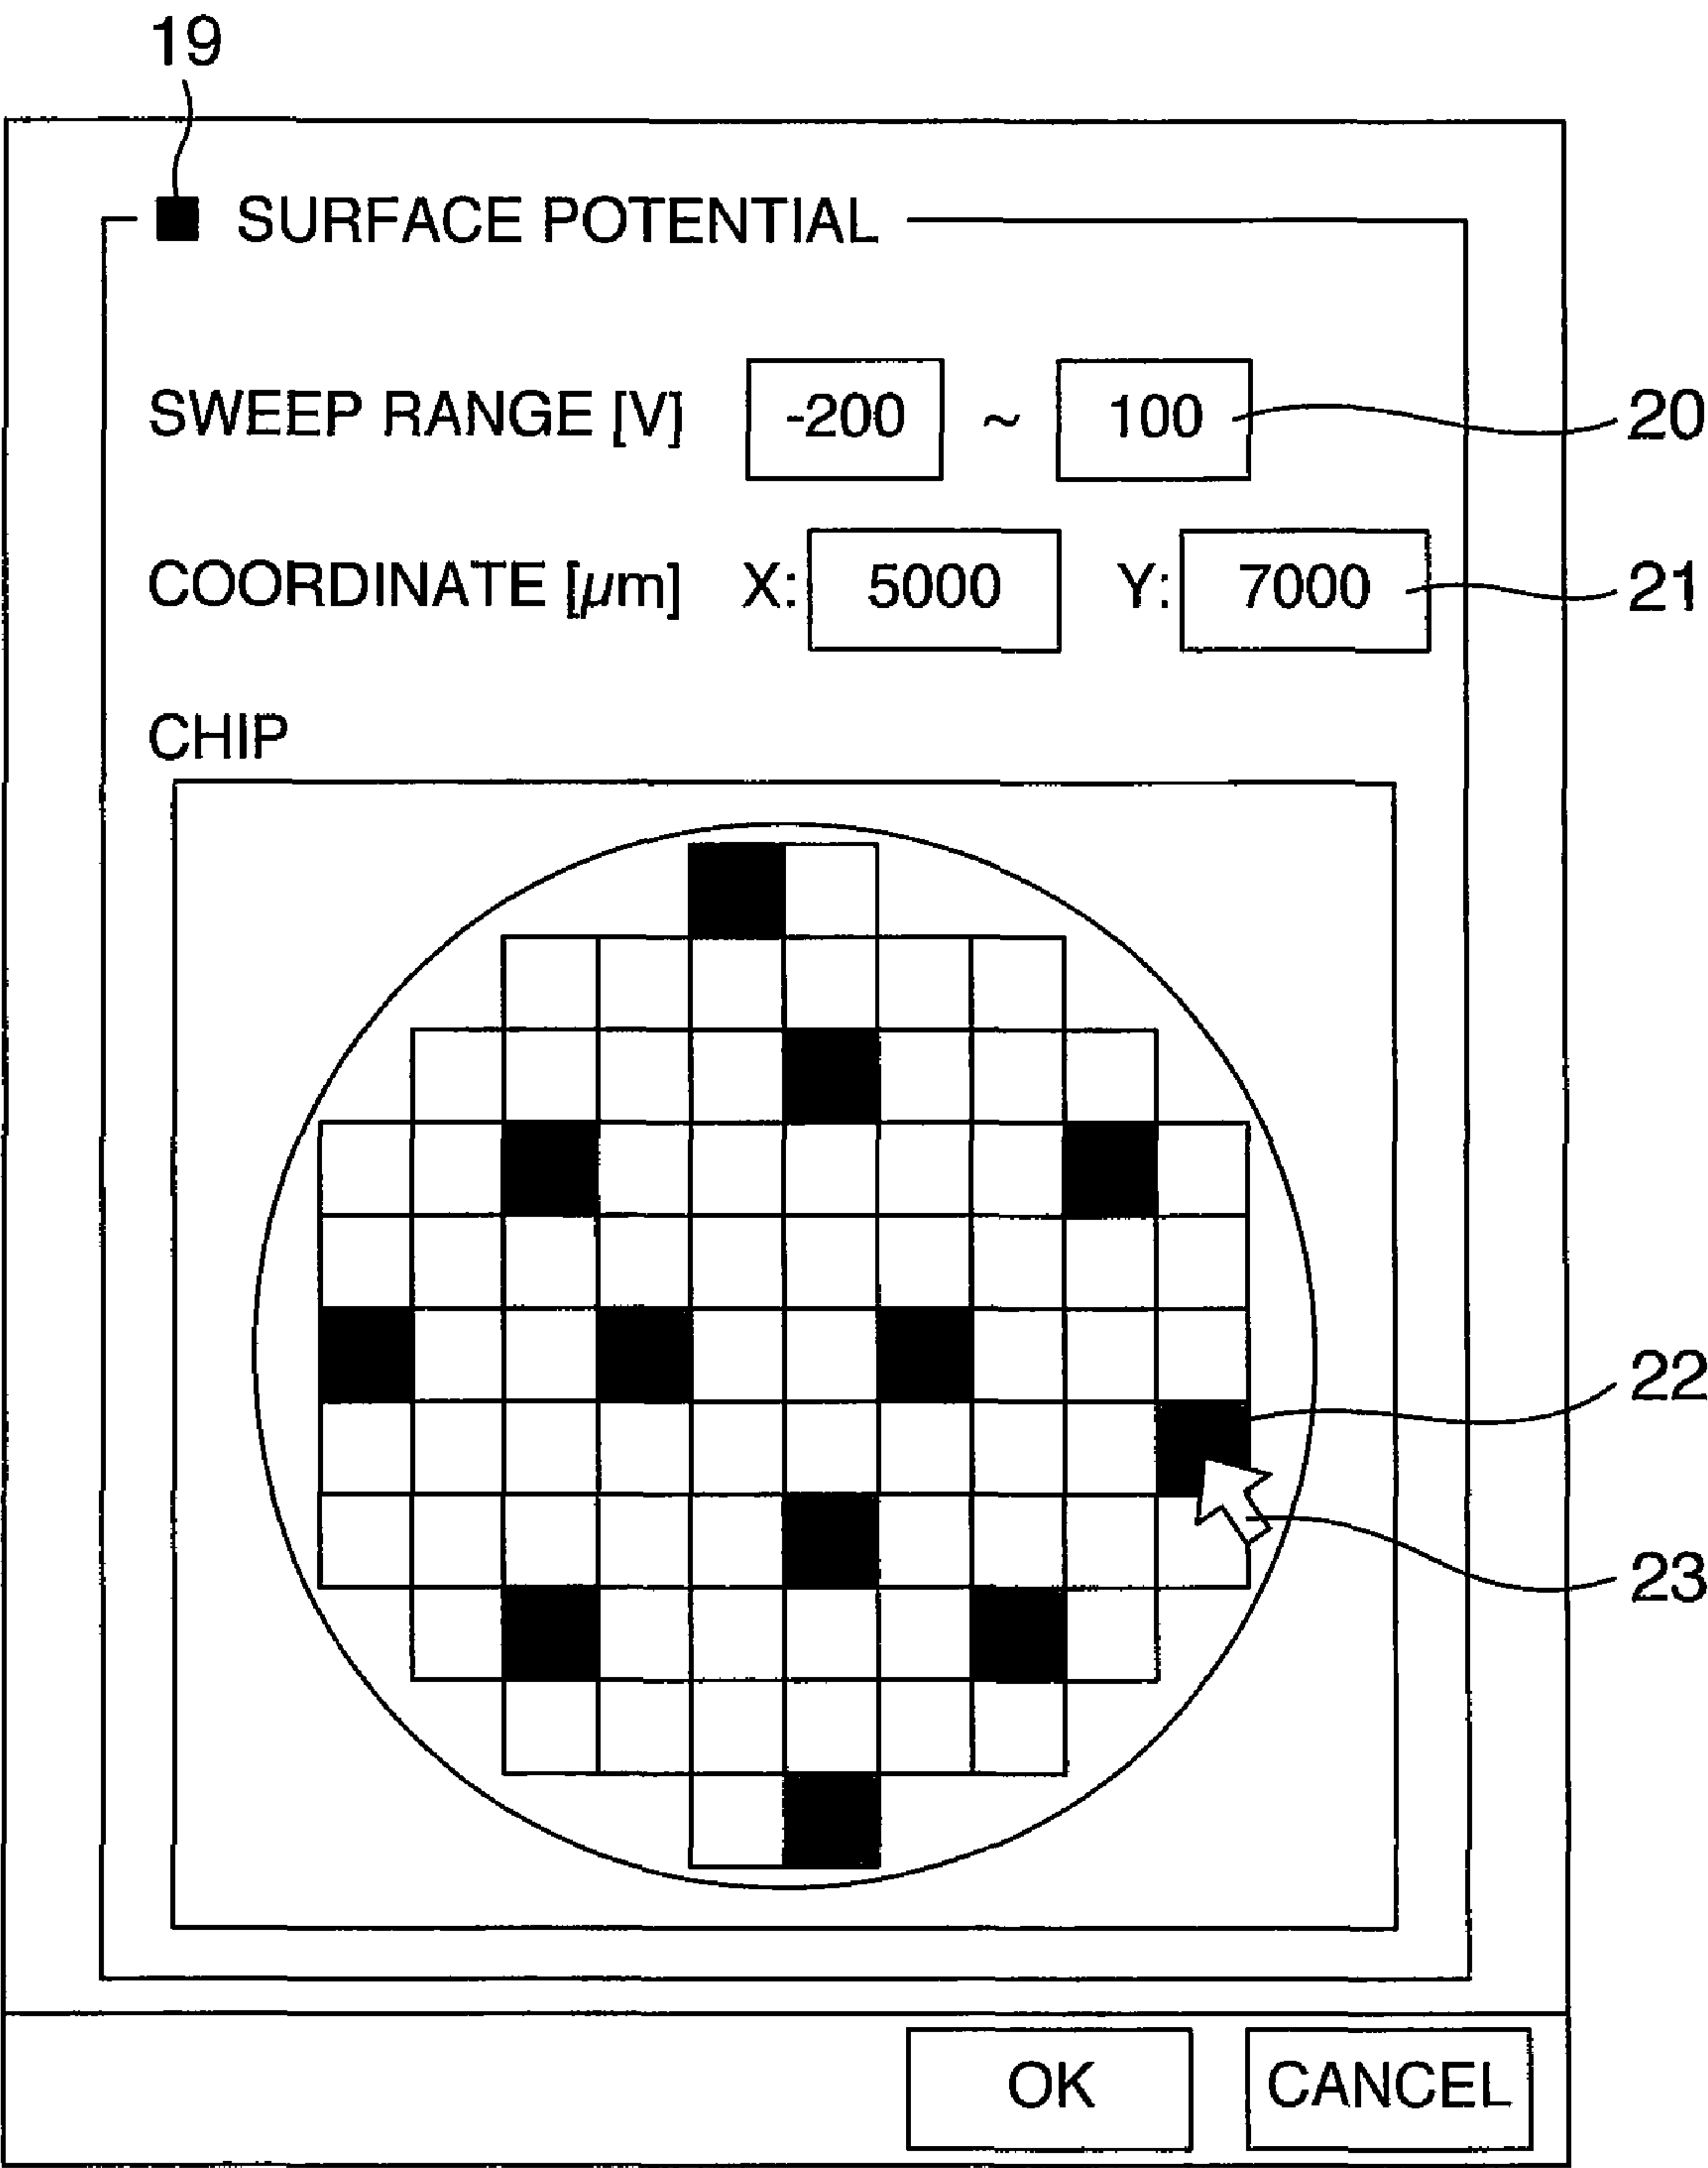 19
SURFACE POTENTIAL
SWEEP RANGE [V] -200 ~ 100 20
COORDINATE [µm] X: 5000 Y: 7000 21
CHIP
22
23
OK CANCEL